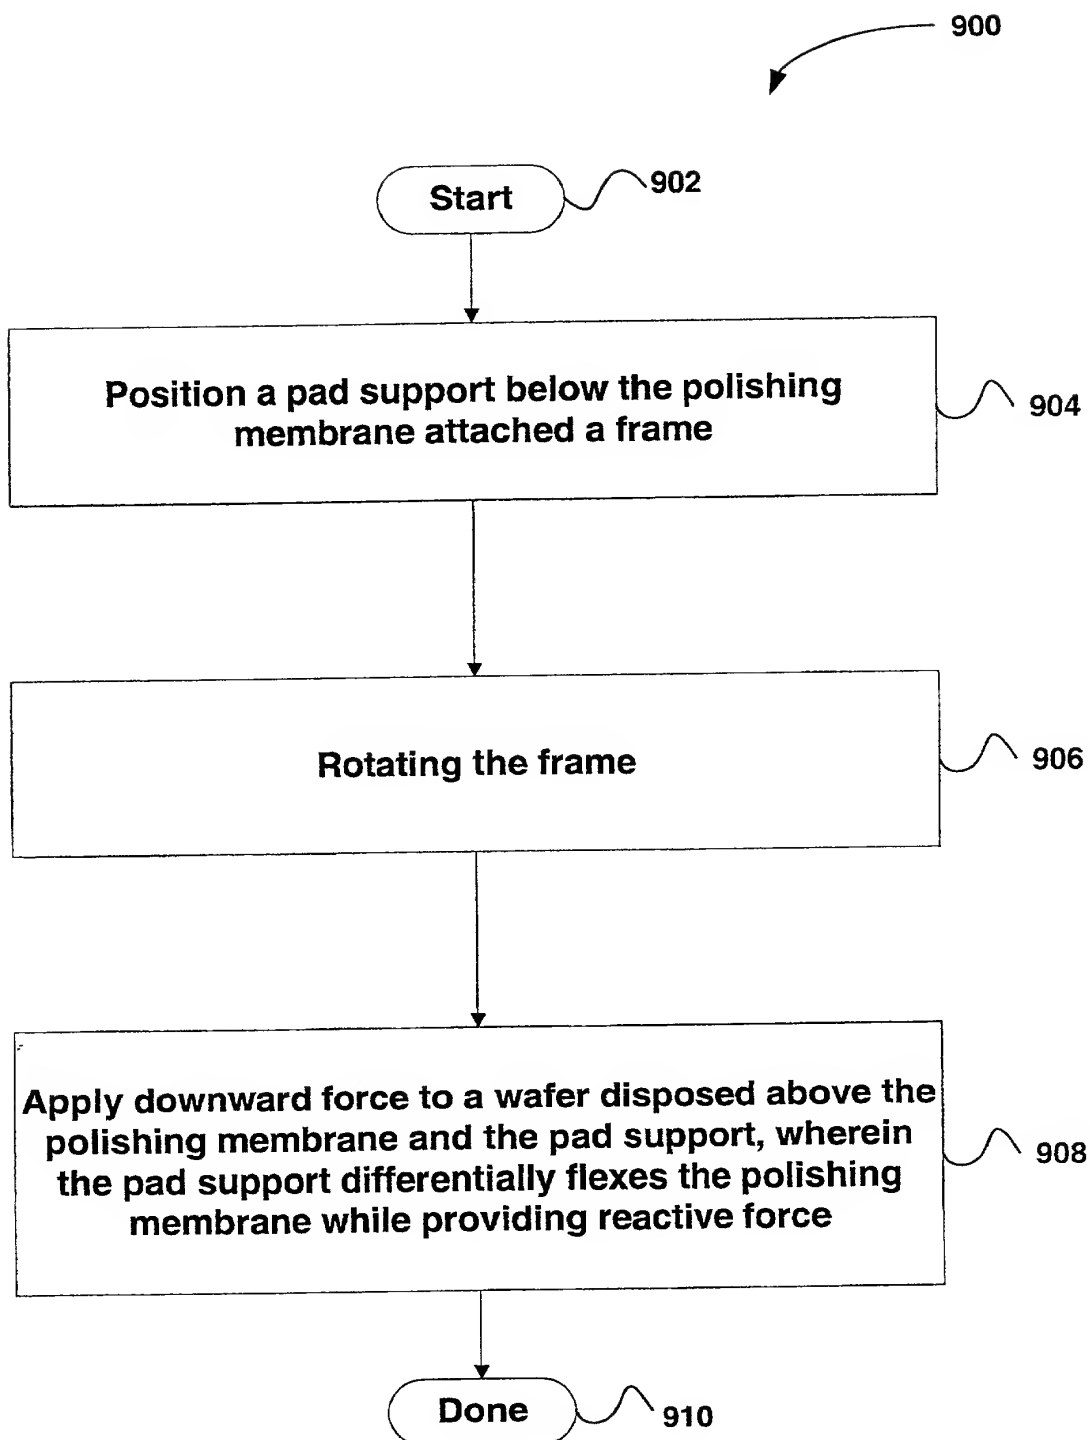 900
Start
902
Position a pad support below the polishing
membrane attached a frame
904
Rotating the frame
906
Apply downward force to a wafer disposed above the
polishing membrane and the pad support, wherein
the pad support differentially flexes the polishing
membrane while providing reactive force
908
Done
910